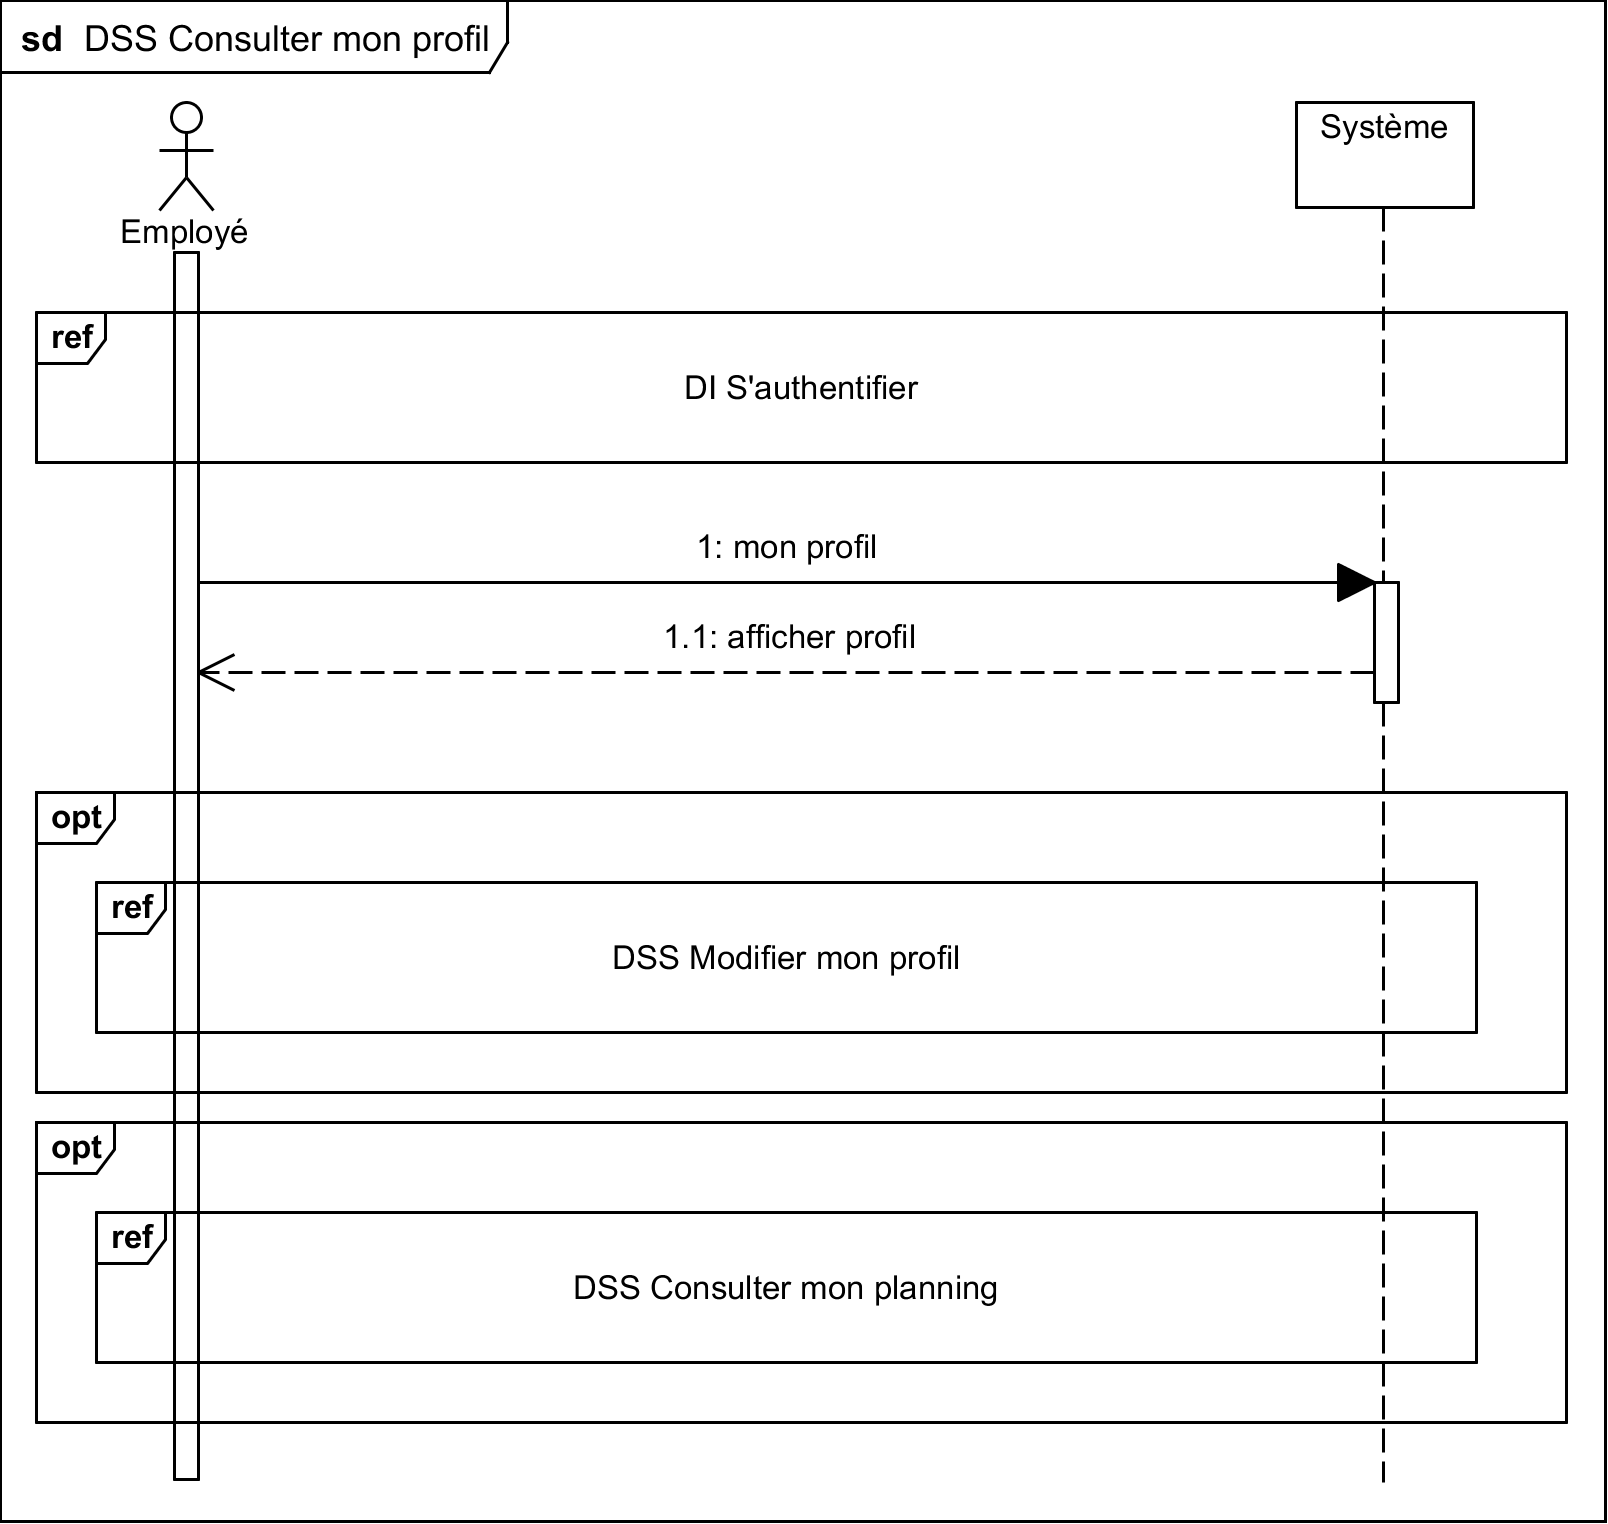 sd DSS Consulter mon profil
Système
Employé
ref
DI S'authentifier
1: mon profil
1.1: afficher profil
opt
ref
DSS Modifier mon profil
opt
ref
DSS Consulter mon planning